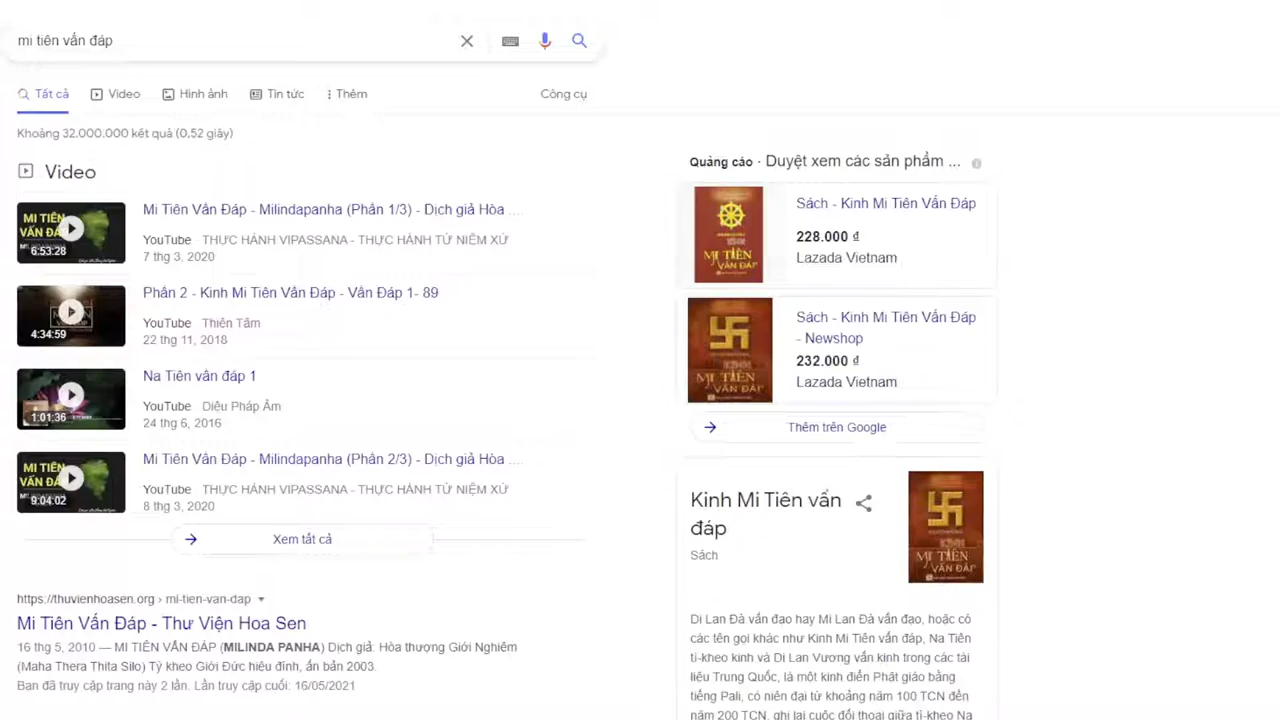 mi tiên vấn đáp
Tất cả
Video
Hình ảnh
Tin tức
Thêm
Công cụ
Khoảng 32.000.000 kết quả (0,52 giây)
Video
MI TIÊN
VẤN ĐÁP
6:53:28
Mi Tiên Vấn Đáp - Milindapanha (Phần 1/3) - Dịch giả Hòa ....
YouTube THỰC HÀNH VIPASSANA - THỰC HÀNH TỨ NIỆM XỨ
7 thg 3, 2020
4:34:59
Phần 2 - Kinh Mi Tiên Vấn Đáp - Vấn Đáp 1- 89
YouTube Thiên Tâm
22 thg 11, 2018
1:01:36
Na Tiên vấn đáp 1
YouTube Diệu Pháp Âm
24 thg 6, 2016
MI TIÊN
VẤN ĐÁP
9:04:02
Mi Tiên Vấn Đáp - Milindapanha (Phần 2/3) - Dịch giả Hòa ....
YouTube THỰC HÀNH VIPASSANA - THỰC HÀNH TỨ NIỆM XỨ
8 thg 3, 2020
Xem tất cả
https://thuvienhoasen.org › mi-tien-van-dap
Mi Tiên Vấn Đáp - Thư Viện Hoa Sen
16 thg 5, 2010 — MI TIÊN VẤN ĐÁP (MILINDA PANHA) Dịch giả: Hòa thượng Giới Nghiêm
(Maha Thera Thita Silo) Tỳ kheo Giới Đức hiệu đính, ấn bản 2003.
Bạn đã truy cập trang này 2 lần. Lần truy cập cuối: 16/05/2021
Quảng cáo · Duyệt xem các sản phẩm ...
MI TIÊN
VẤN ĐÁP
Sách - Kinh Mi Tiên Vấn Đáp
228.000 ₫
Lazada Vietnam
KINH
MI TIÊN
VẤN ĐÁP
Sách - Kinh Mi Tiên Vấn Đáp
- Newshop
232.000 ₫
Lazada Vietnam
Thêm trên Google
Kinh Mi Tiên vấn
đáp
Sách
KINH
MI TIÊN
VẤN ĐÁP
Di Lan Đà vấn đạo hay Mi Lan Đà vấn đạo, hoặc có
các tên gọi khác như Kinh Mi Tiên vấn đáp, Na Tiên
tì-kheo kinh và Di Lan Vương vấn kinh trong các tài
liệu Trung Quốc, là một kinh điển Phật giáo bằng
tiếng Pali, có niên đại từ khoảng năm 100 TCN đến
năm 200 TCN, ghi lại cuộc đối thoại giữa tì-kheo Na